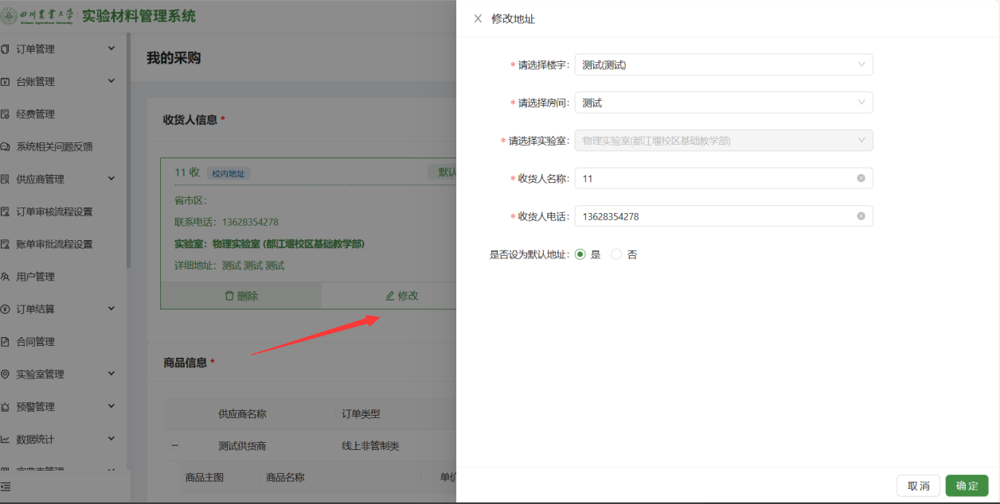 四川农业大学
Sichuan Agricultural University
实验材料管理系统
订单管理
台账管理
经费管理
系统相关问题反馈
供应商管理
订单审核流程设置
账单审批流程设置
用户管理
订单结算
合同管理
实验室管理
预警管理
数据统计
我的采购
收货人信息 *
11 收 校内地址 默认
省市区:
联系电话: 13628354278
实验室: 物理实验室 (都江堰校区基础教学部)
详细地址: 测试 测试 测试
删除 修改
商品信息 *
供应商名称 订单类型
测试供货商 线上非管制类
商品主图 商品名称 单价
修改地址
* 请选择楼宇: 测试(测试)
* 请选择房间: 测试
* 请选择实验室: 物理实验室(都江堰校区基础教学部)
* 收货人名称: 11
* 收货人电话: 13628354278
是否设为默认地址: 是 否
取 消 确 定